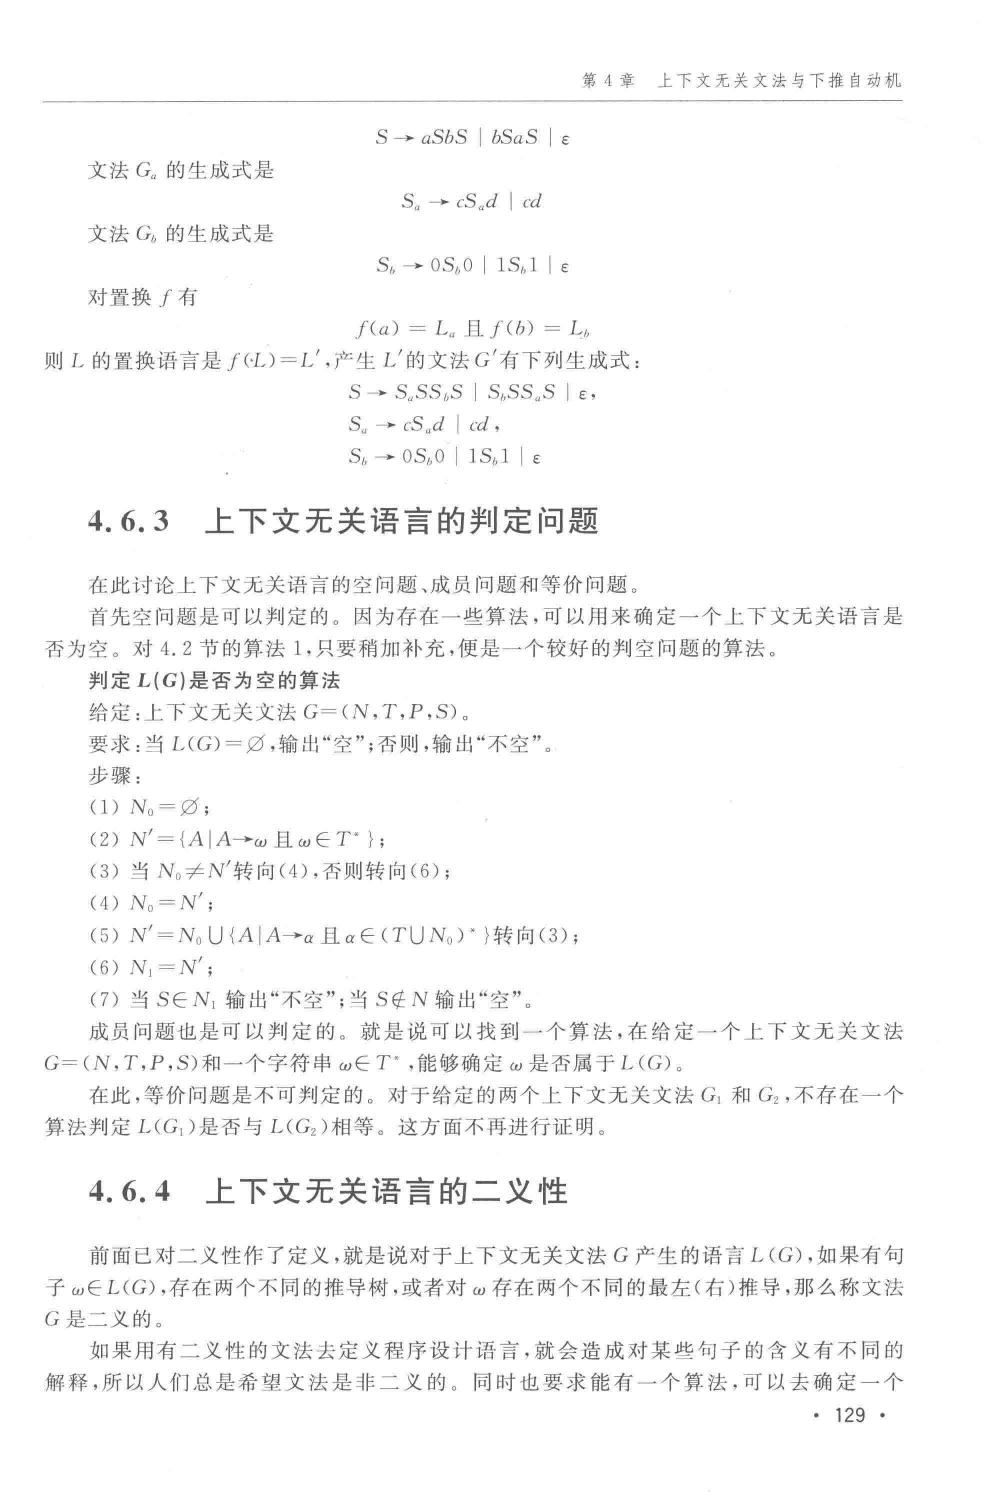 第 4 章 上下文无关文法与下推自动机
S → aSbS | bSaS | ε
文法 Gₐ 的生成式是
Sₐ → cSₐd | cd
文法 G_b 的生成式是
S_b → 0S_b0 | 1S_b1 | ε
对置换 f 有
f(a) = Lₐ 且 f(b) = L_b
则 L 的置换语言是 f(L)=L′,产生 L′的文法 G′有下列生成式:
S → SₐSS_bS | S_bSSₐS | ε,
Sₐ → cSₐd | cd,
S_b → 0S_b0 | 1S_b1 | ε
4.6.3 上下文无关语言的判定问题
在此讨论上下文无关语言的空问题、成员问题和等价问题。
首先空问题是可以判定的。因为存在一些算法,可以用来确定一个上下文无关语言是
否为空。对 4.2 节的算法 1,只要稍加补充,便是一个较好的判空问题的算法。
判定 L(G)是否为空的算法
给定:上下文无关文法 G=(N,T,P,S)。
要求:当 L(G)=∅,输出“空”;否则,输出“不空”。
步骤:
(1) N₀=∅;
(2) N′={A|A→ω 且 ω∈T*};
(3) 当 N₀≠N′转向(4),否则转向(6);
(4) N₀=N′;
(5) N′=N₀∪{A|A→α 且 α∈(T∪N₀)*}转向(3);
(6) N₁=N′;
(7) 当 S∈N₁ 输出“不空”;当 S∉N 输出“空”。
成员问题也是可以判定的。就是说可以找到一个算法,在给定一个上下文无关文法
G=(N,T,P,S)和一个字符串 ω∈T*,能够确定 ω 是否属于 L(G)。
在此,等价问题是不可判定的。对于给定的两个上下文无关文法 G₁ 和 G₂,不存在一个
算法判定 L(G₁)是否与 L(G₂)相等。这方面不再进行证明。
4.6.4 上下文无关语言的二义性
前面已对二义性作了定义,就是说对于上下文无关文法 G 产生的语言 L(G),如果有句
子 ω∈L(G),存在两个不同的推导树,或者对 ω 存在两个不同的最左(右)推导,那么称文法
G 是二义的。
如果用有二义性的文法去定义程序设计语言,就会造成对某些句子的含义有不同的
解释,所以人们总是希望文法是非二义的。同时也要求能有一个算法,可以去确定一个
· 129 ·